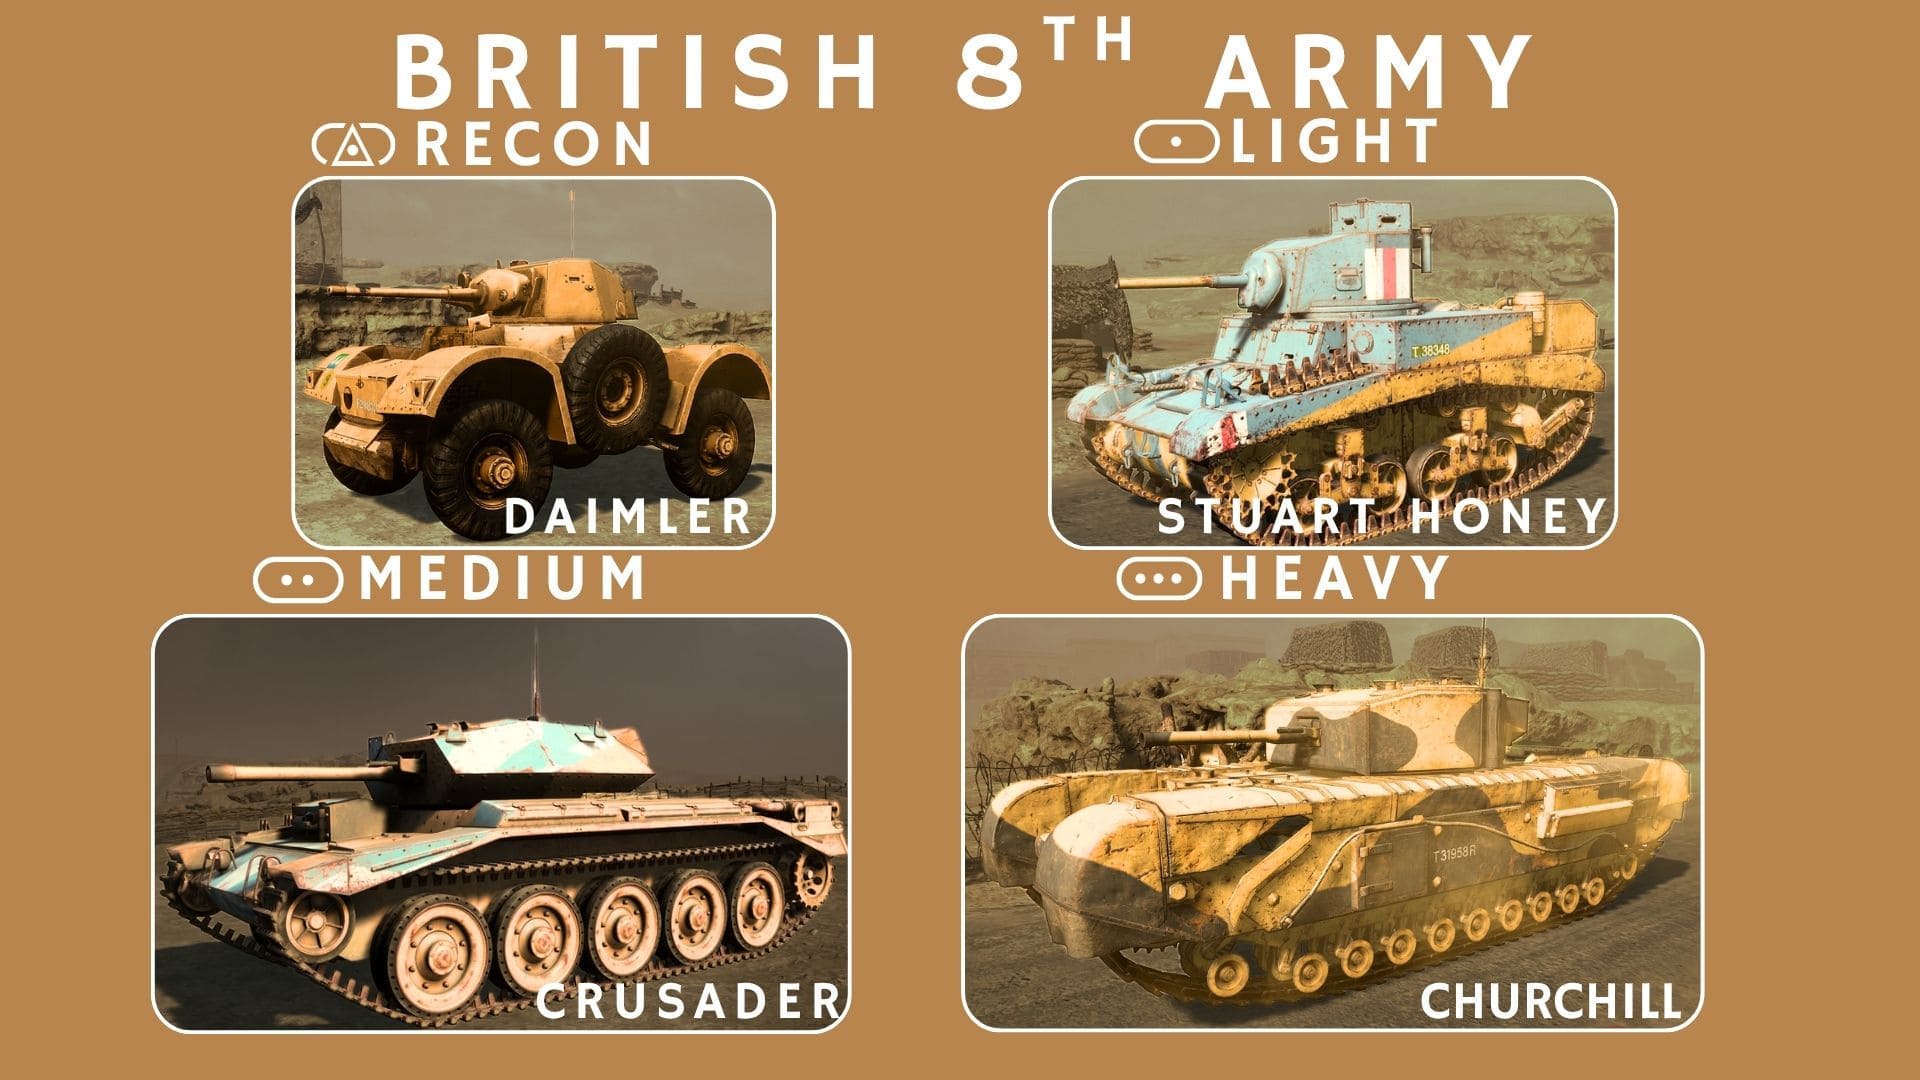 BRITISH 8TH ARMY
RECON
LIGHT
DAIMLER
T 38348
STUART HONEY
MEDIUM
HEAVY
CRUSADER
T31958R
CHURCHILL